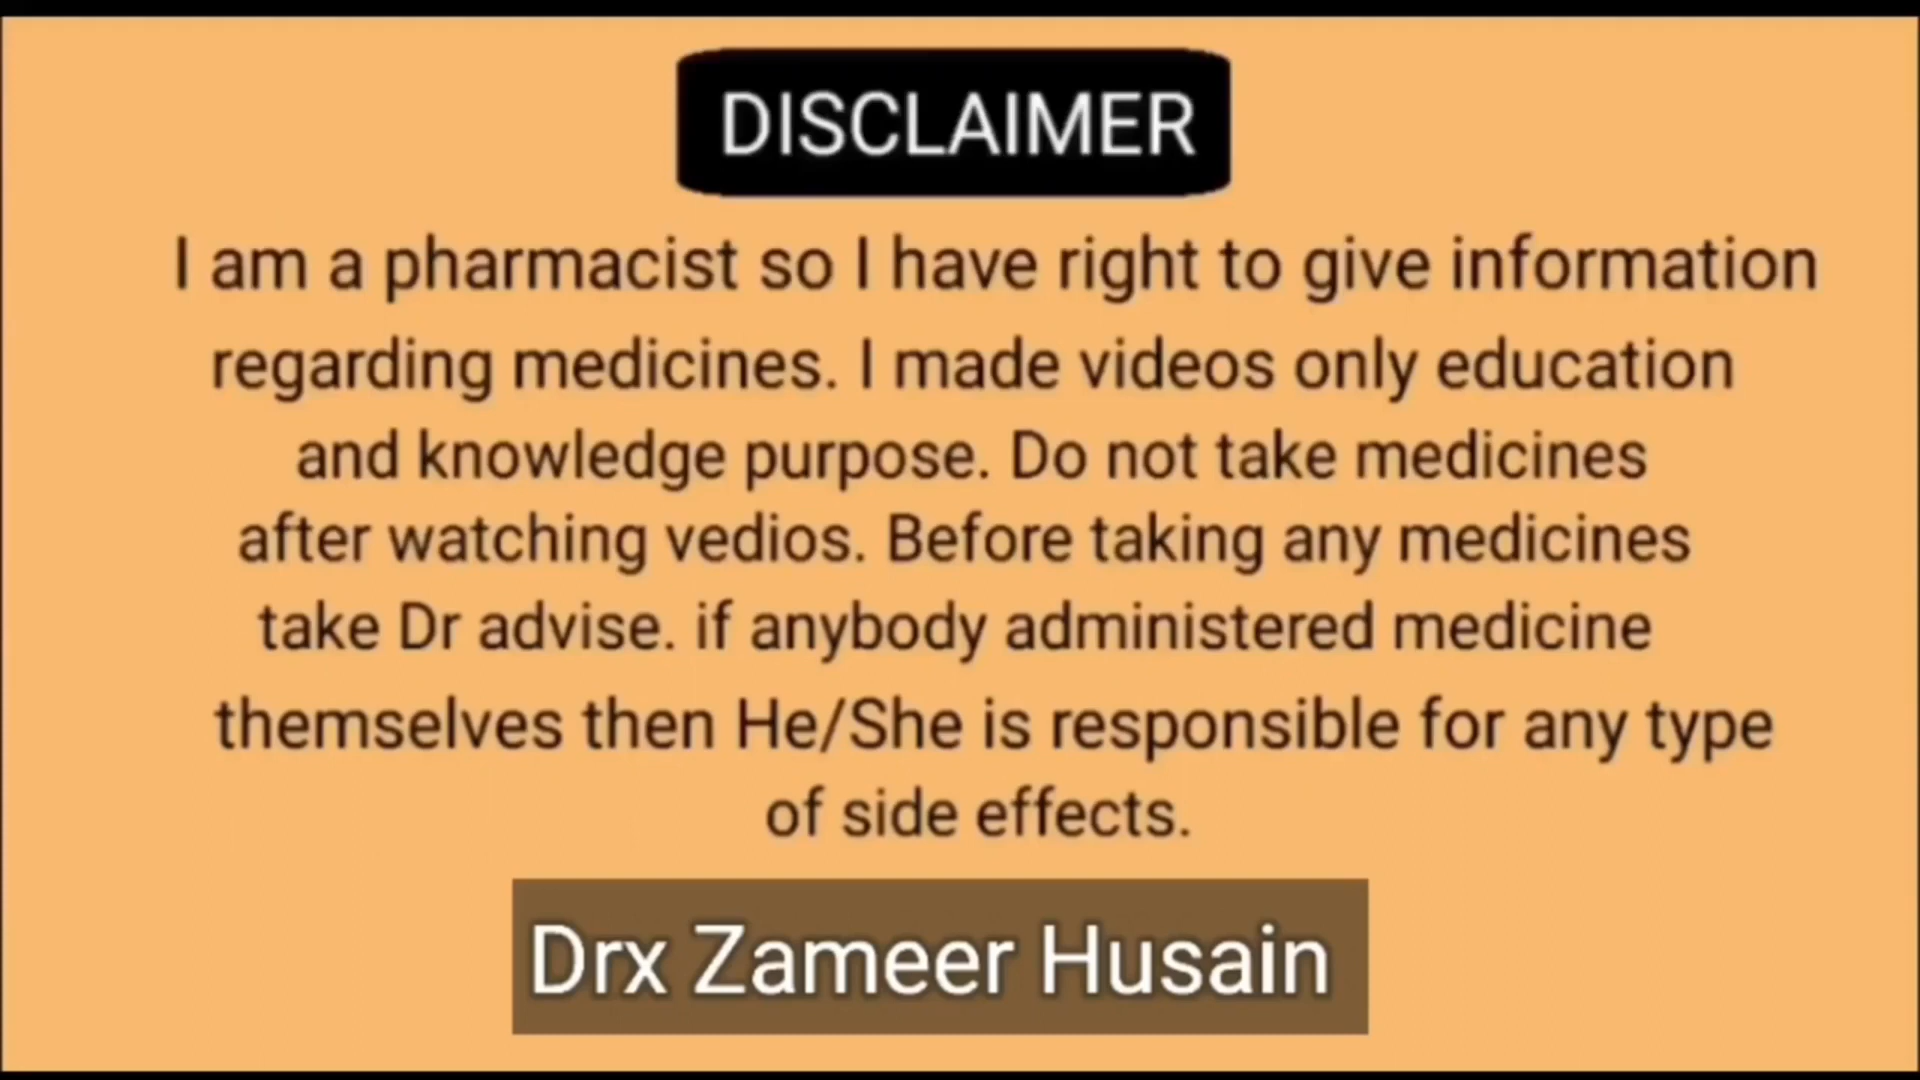 DISCLAIMER
I am a pharmacist so I have right to give information
regarding medicines. I made videos only education
and knowledge purpose. Do not take medicines
after watching vedios. Before taking any medicines
take Dr advise. if anybody administered medicine
themselves then He/She is responsible for any type
of side effects.
Drx Zameer Husain